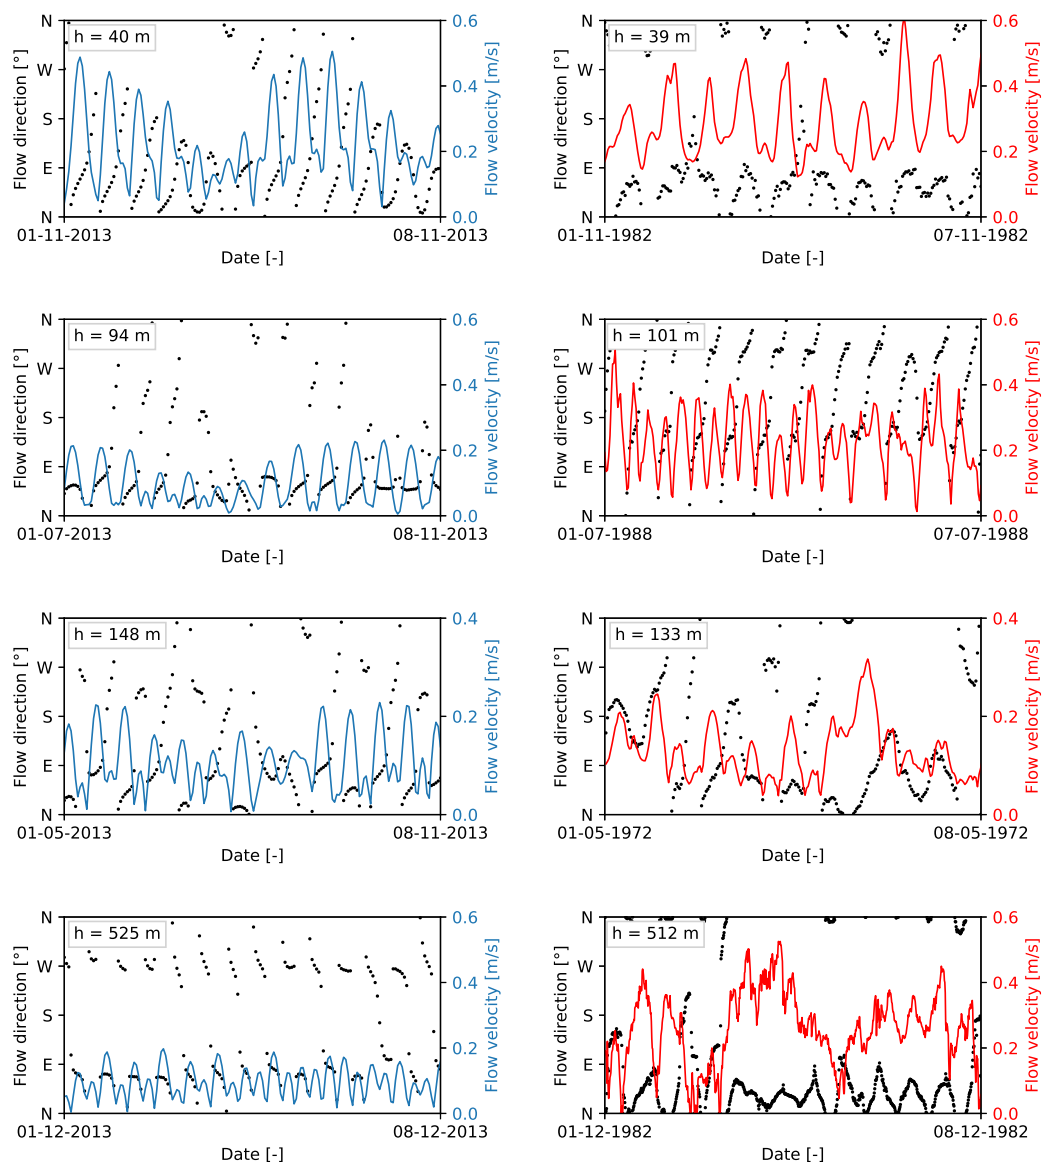 N
W
S
E
N
Flow direction [°]
h = 40 m
0.6
0.4
0.2
0.0
Flow velocity [m/s]
01-11-2013
08-11-2013
Date [-]
N
W
S
E
N
Flow direction [°]
h = 39 m
0.6
0.4
0.2
0.0
Flow velocity [m/s]
01-11-1982
07-11-1982
Date [-]
N
W
S
E
N
Flow direction [°]
h = 94 m
0.6
0.4
0.2
0.0
Flow velocity [m/s]
01-07-2013
08-11-2013
Date [-]
N
W
S
E
N
Flow direction [°]
h = 101 m
0.6
0.4
0.2
0.0
Flow velocity [m/s]
01-07-1988
07-07-1988
Date [-]
N
W
S
E
N
Flow direction [°]
h = 148 m
0.4
0.2
0.0
Flow velocity [m/s]
01-05-2013
08-11-2013
Date [-]
N
W
S
E
N
Flow direction [°]
h = 133 m
0.4
0.2
0.0
Flow velocity [m/s]
01-05-1972
08-05-1972
Date [-]
N
W
S
E
N
Flow direction [°]
h = 525 m
0.6
0.4
0.2
0.0
Flow velocity [m/s]
01-12-2013
08-12-2013
Date [-]
N
W
S
E
N
Flow direction [°]
h = 512 m
0.6
0.4
0.2
0.0
Flow velocity [m/s]
01-12-1982
08-12-1982
Date [-]